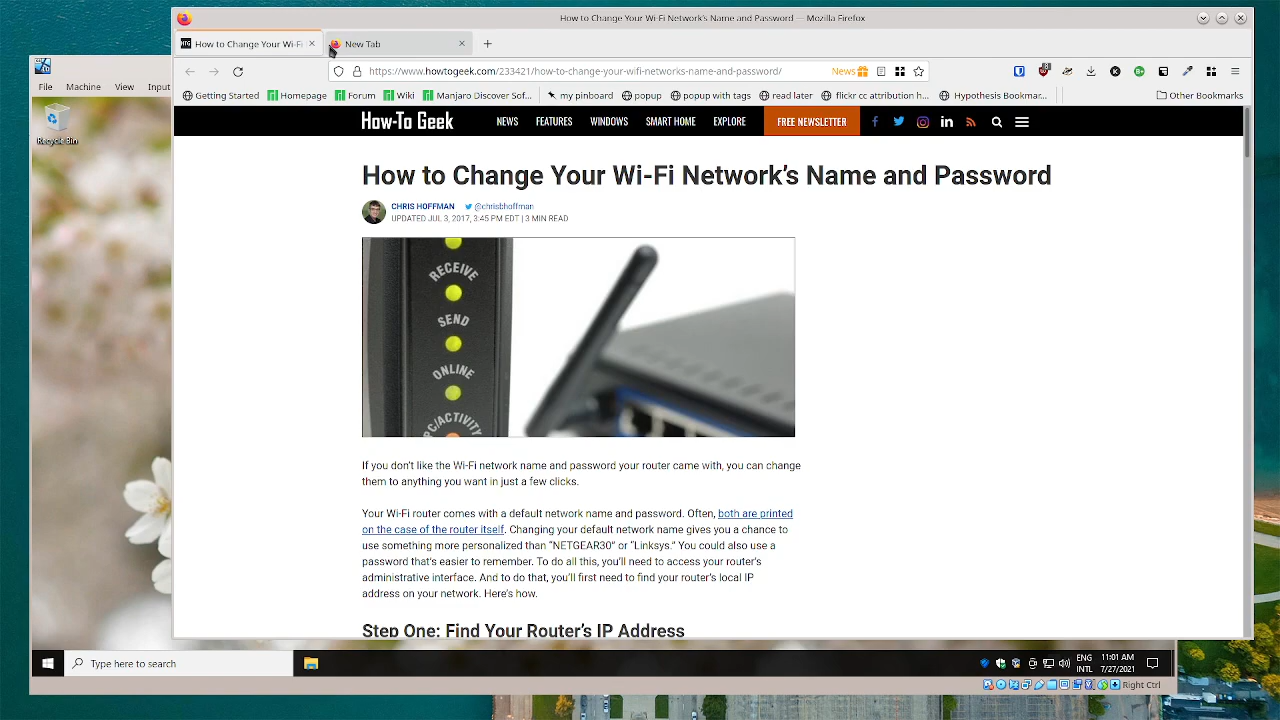 How to Change Your Wi-Fi Network's Name and Password — Mozilla Firefox
How to Change Your Wi-Fi
New Tab
https://www.howtogeek.com/233421/how-to-change-your-wifi-networks-name-and-password/
News
File
Machine
View
Input
Getting Started
Homepage
Forum
Wiki
Manjaro Discover Sof...
my pinboard
popup
popup with tags
read later
flickr cc attribution h...
Hypothesis Bookmar...
Other Bookmarks
Recycle Bin
How-To Geek
NEWS
FEATURES
WINDOWS
SMART HOME
EXPLORE
FREE NEWSLETTER
How to Change Your Wi-Fi Network's Name and Password
CHRIS HOFFMAN
@chrisbhoffman
UPDATED JUL 3, 2017, 3:45 PM EDT | 3 MIN READ
RECEIVE
SEND
ONLINE
PC/ACTIVITY
If you don't like the Wi-Fi network name and password your router came with, you can change
them to anything you want in just a few clicks.
Your Wi-Fi router comes with a default network name and password. Often, both are printed
on the case of the router itself. Changing your default network name gives you a chance to
use something more personalized than “NETGEAR30” or “Linksys.” You could also use a
password that's easier to remember. To do all this, you'll need to access your router's
administrative interface. And to do that, you'll first need to find your router's local IP
address on your network. Here's how.
Step One: Find Your Router's IP Address
Type here to search
ENG
INTL
11:01 AM
7/27/2021
Right Ctrl